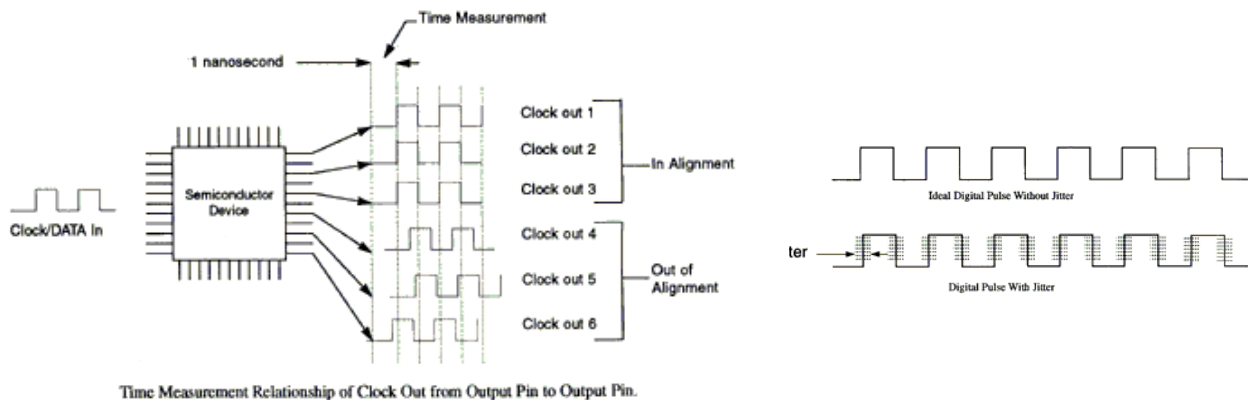 Time Measurement
1 nanosecond
Clock out 1
Clock out 2
In Alignment
Clock out 3
Semiconductor
Device
Clock/DATA In
Clock out 4
Clock out 5
Out of
Alignment
Clock out 6
Time Measurement Relationship of Clock Out from Output Pin to Output Pin.
Ideal Digital Pulse Without Jitter
ter
Digital Pulse With Jitter